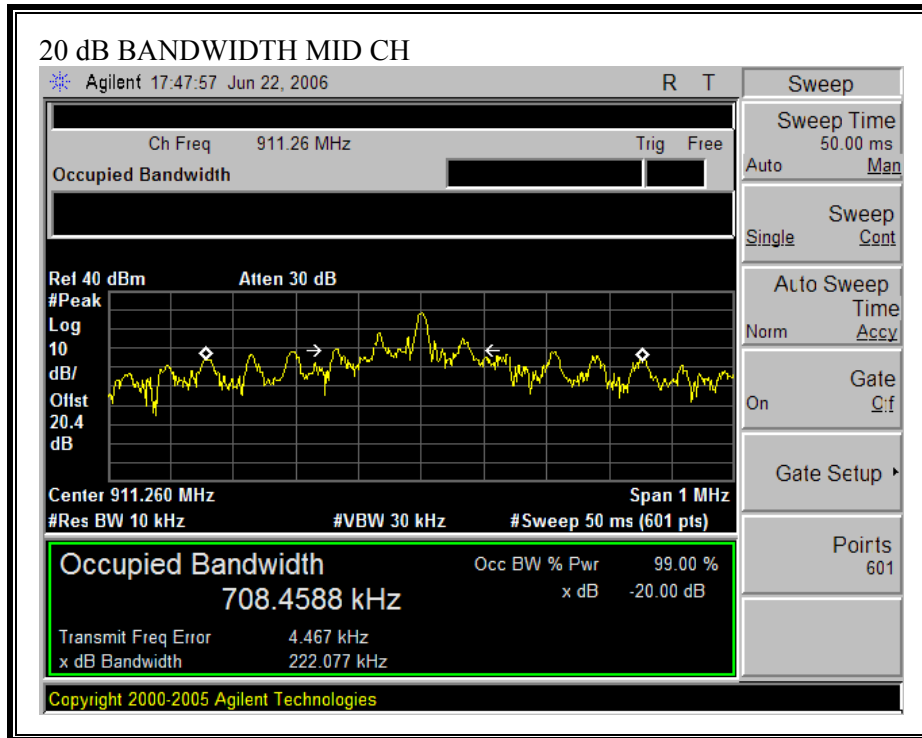 20 dB BANDWIDTH MID CH
Agilent 17:47:57 Jun 22, 2006 R T
Ch Freq 911.26 MHz Trig Free
Occupied Bandwidth
Ref 40 dBm Atten 30 dB
#Peak
Log
10
dB/
Offst
20.4
dB
Center 911.260 MHz Span 1 MHz
#Res BW 10 kHz #VBW 30 kHz #Sweep 50 ms (601 pts)
Occupied Bandwidth Occ BW % Pwr 99.00 %
708.4588 kHz x dB -20.00 dB
Transmit Freq Error 4.467 kHz
x dB Bandwidth 222.077 kHz
Copyright 2000-2005 Agilent Technologies
Sweep
Sweep Time
50.00 ms
Auto Man
Sweep
Single Cont
Auto Sweep
Time
Norm Accy
Gate
On Off
Gate Setup
Points
601